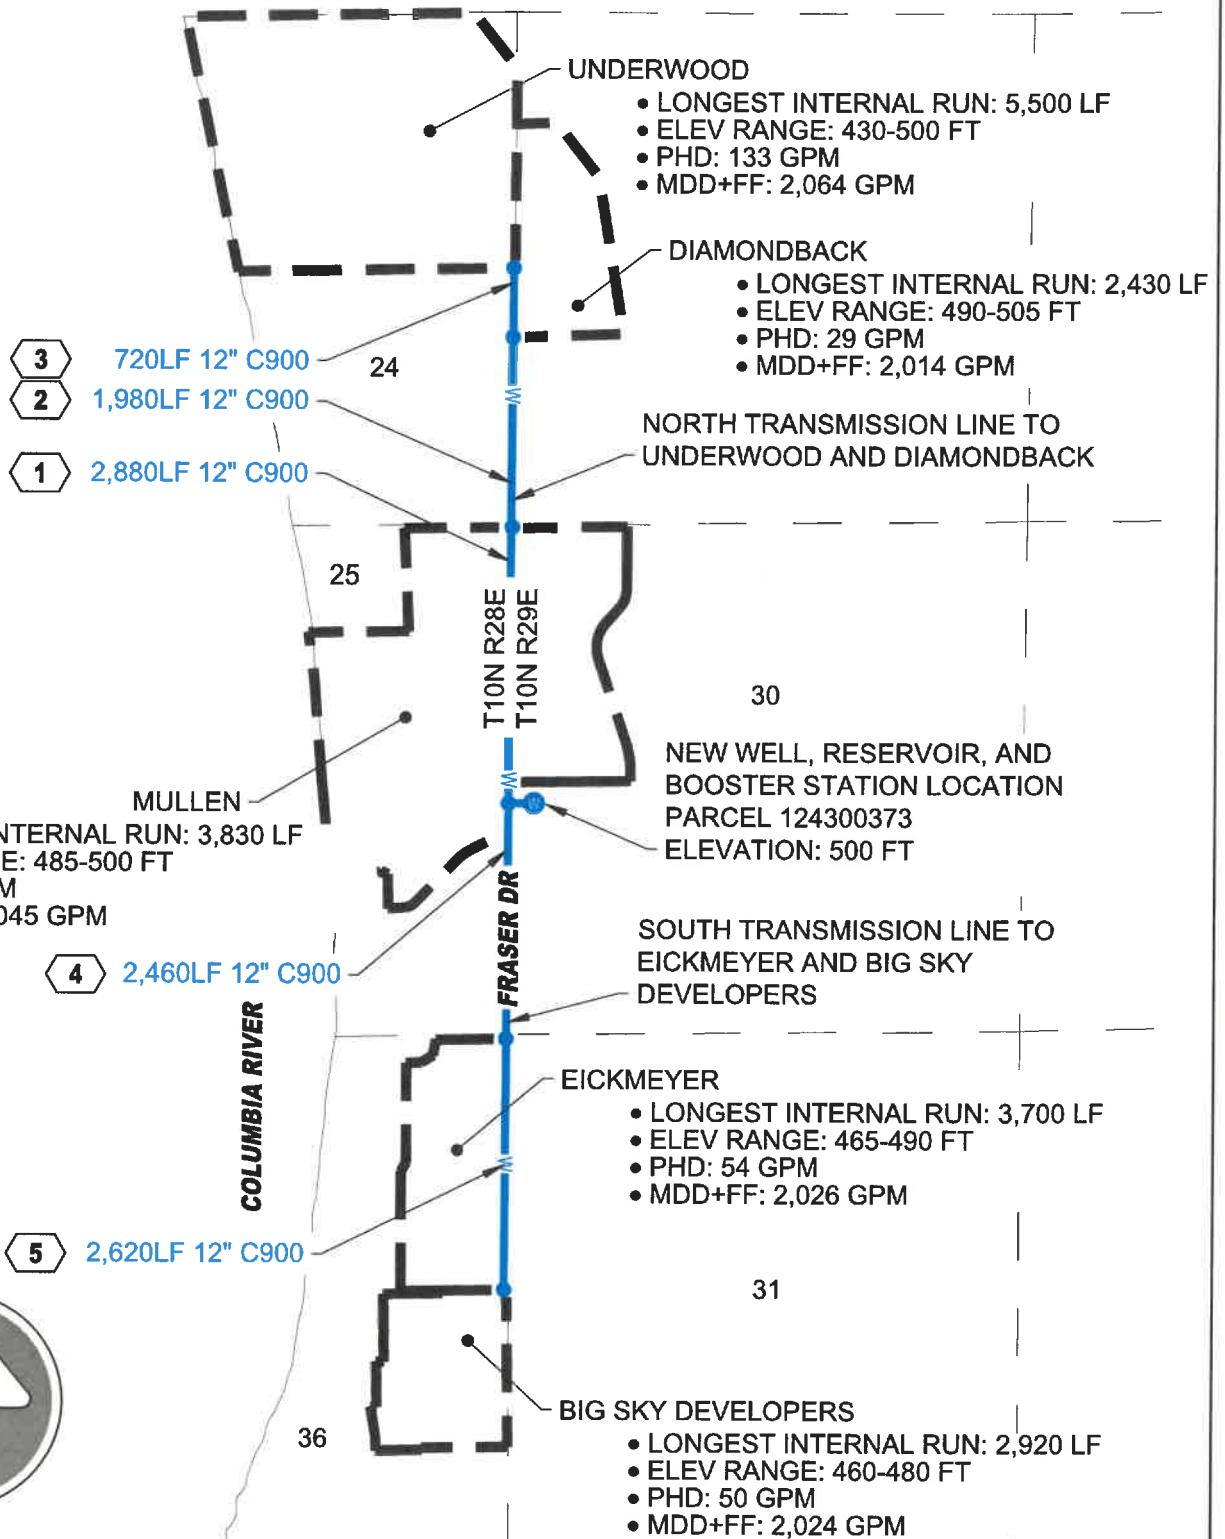 UNDERWOOD
• LONGEST INTERNAL RUN: 5,500 LF
• ELEV RANGE: 430-500 FT
• PHD: 133 GPM
• MDD+FF: 2,064 GPM
DIAMONDBACK
• LONGEST INTERNAL RUN: 2,430 LF
• ELEV RANGE: 490-505 FT
• PHD: 29 GPM
• MDD+FF: 2,014 GPM
3 720LF 12" C900
24
2 1,980LF 12" C900
1 2,880LF 12" C900
NORTH TRANSMISSION LINE TO
UNDERWOOD AND DIAMONDBACK
W
25
T10N R28E
T10N R29E
30
NEW WELL, RESERVOIR, AND
BOOSTER STATION LOCATION
PARCEL 124300373
ELEVATION: 500 FT
W
W
MULLEN
NTERNAL RUN: 3,830 LF
E: 485-500 FT
M
045 GPM
4 2,460LF 12" C900
FRASER DR
SOUTH TRANSMISSION LINE TO
EICKMEYER AND BIG SKY
DEVELOPERS
COLUMBIA RIVER
EICKMEYER
• LONGEST INTERNAL RUN: 3,700 LF
• ELEV RANGE: 465-490 FT
• PHD: 54 GPM
• MDD+FF: 2,026 GPM
W
5 2,620LF 12" C900
31
36
BIG SKY DEVELOPERS
• LONGEST INTERNAL RUN: 2,920 LF
• ELEV RANGE: 460-480 FT
• PHD: 50 GPM
• MDD+FF: 2,024 GPM